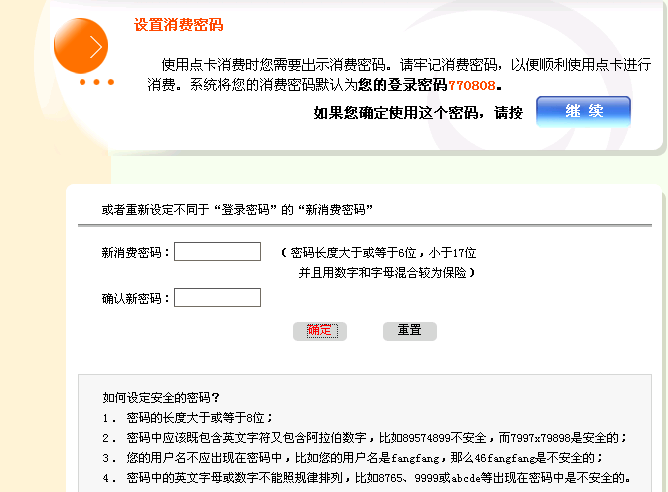 设置消费密码
使用点卡消费时您需要出示消费密码。请牢记消费密码，以便顺利使用点卡进行
消费。系统将您的消费密码默认为您的登录密码770808。
如果您确定使用这个密码，请按 继 续
或者重新设定不同于“登录密码”的“新消费密码”
新消费密码： （密码长度大于或等于6位，小于17位
并且用数字和字母混合较为保险）
确认新密码：
确定 重置
如何设定安全的密码？
1． 密码的长度大于或等于8位；
2． 密码中应该既包含英文字符又包含阿拉伯数字，比如89574899不安全，而7997x79898是安全的；
3． 您的用户名不应出现在密码中，比如您的用户名是fangfang，那么46fangfang是不安全的；
4． 密码中的英文字母或数字不能照规律排列，比如8765、9999或abcde等出现在密码中是不安全的。